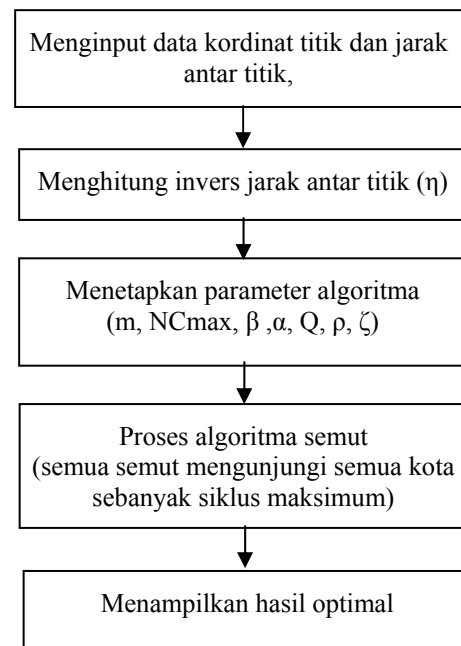 Menginput data kordinat titik dan jarak
antar titik,
Menghitung invers jarak antar titik (η)
Menetapkan parameter algoritma
(m, NCmax, β ,α, Q, ρ, ζ)
Proses algoritma semut
(semua semut mengunjungi semua kota
sebanyak siklus maksimum)
Menampilkan hasil optimal